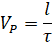 V_P = l/τ